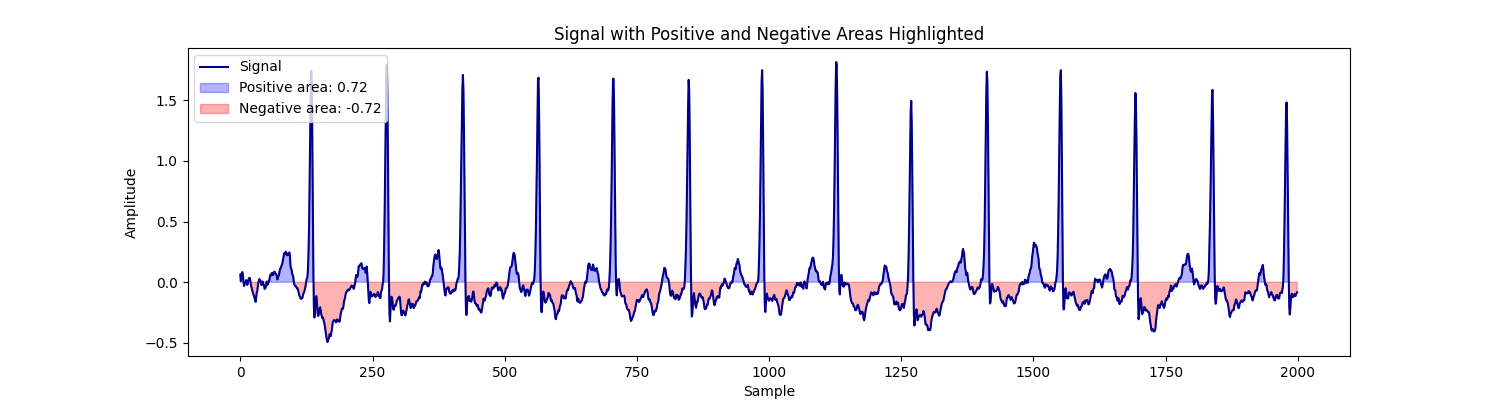 Signal with Positive and Negative Areas Highlighted
Signal
Positive area: 0.72
Negative area: -0.72
Amplitude
1.5
1.0
0.5
0.0
−0.5
0 250 500 750 1000 1250 1500 1750 2000
Sample